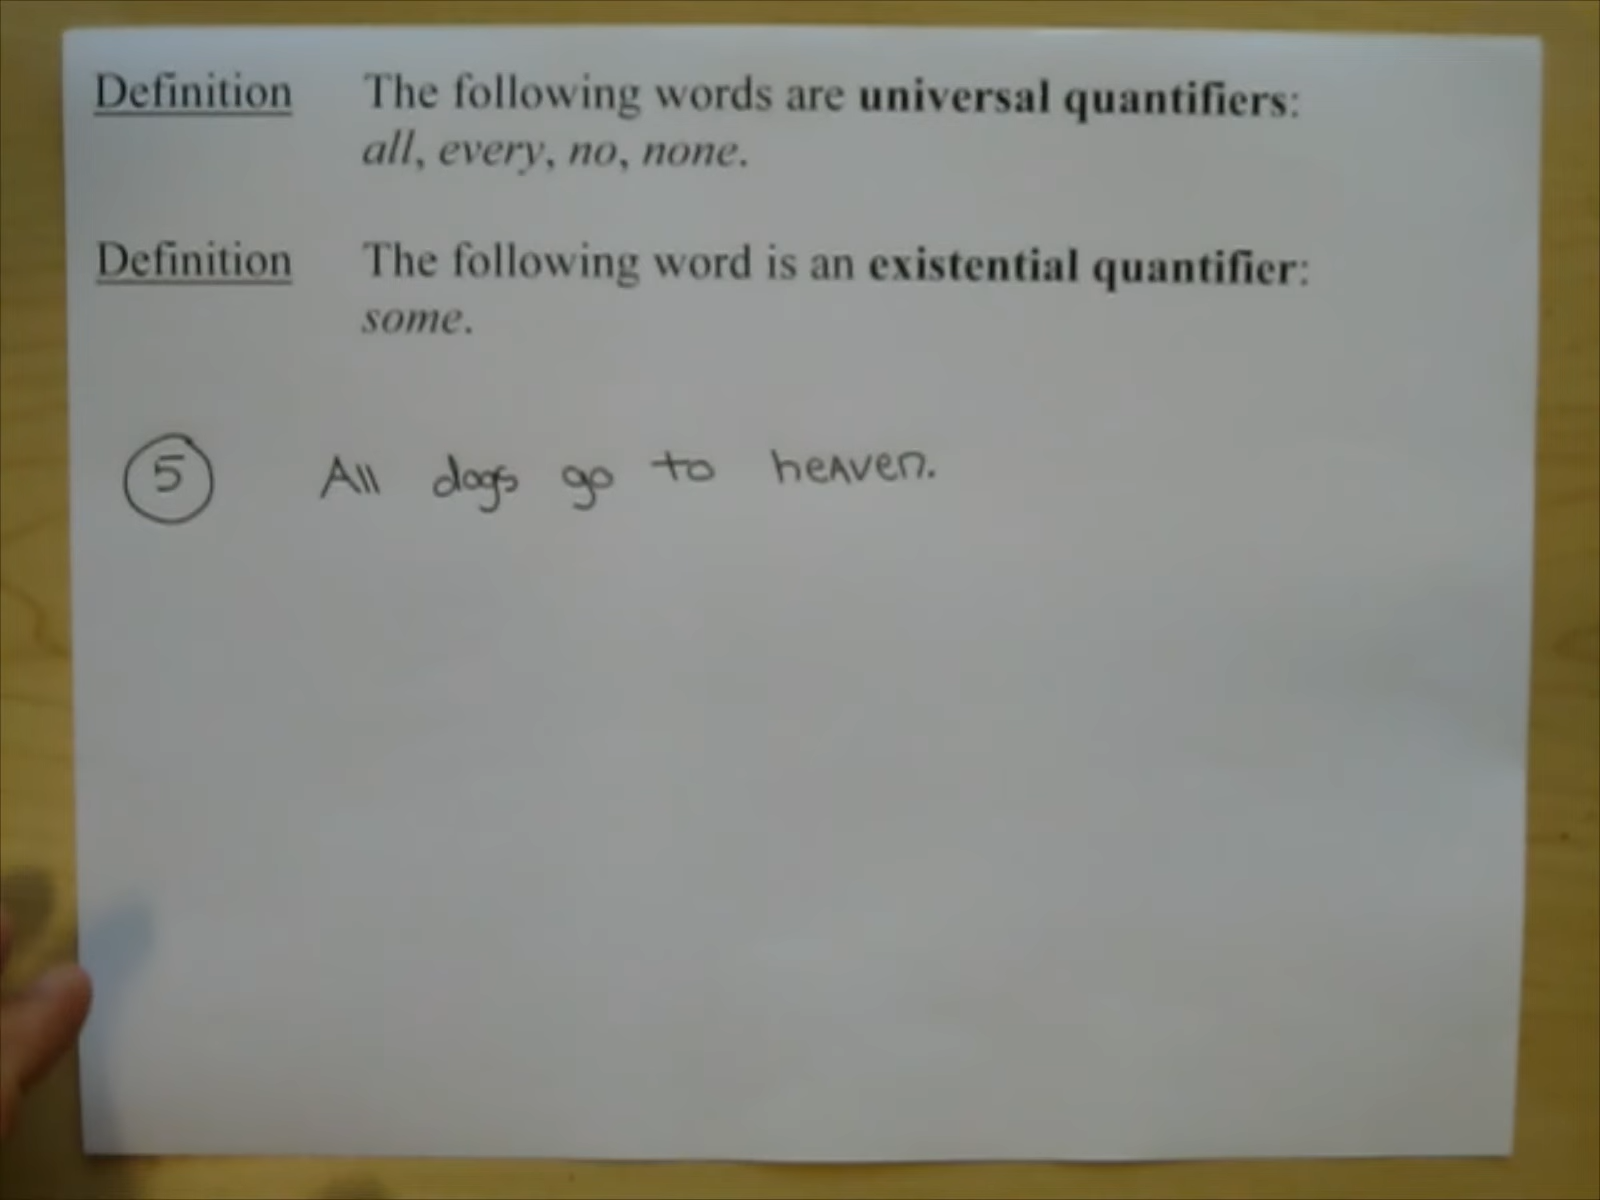 Definition The following words are universal quantifiers:
all, every, no, none.
Definition The following word is an existential quantifier:
some.
5 All dogs go to heaven.